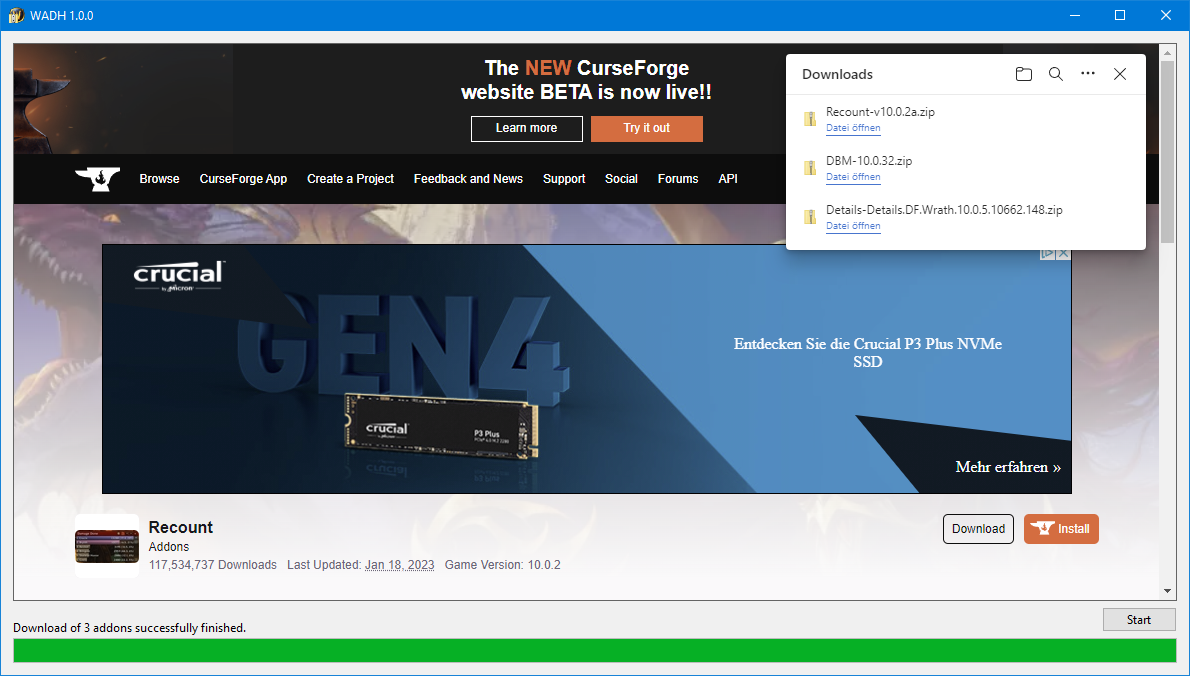 WADH 1.0.0
The NEW CurseForge
website BETA is now live!!
Learn more
Try it out
Downloads
Recount-v10.0.2a.zip
Datei öffnen
DBM-10.0.32.zip
Datei öffnen
Details-Details.DF.Wrath.10.0.5.10662.148.zip
Datei öffnen
Browse CurseForge App Create a Project Feedback and News Support Social Forums API
crucial
by Micron
GEN4
Entdecken Sie die Crucial P3 Plus NVMe
SSD
crucial
P3 Plus
Mehr erfahren »
Recount
Addons
117,534,737 Downloads Last Updated: Jan 18, 2023 Game Version: 10.0.2
Download
Install
Download of 3 addons successfully finished.
Start